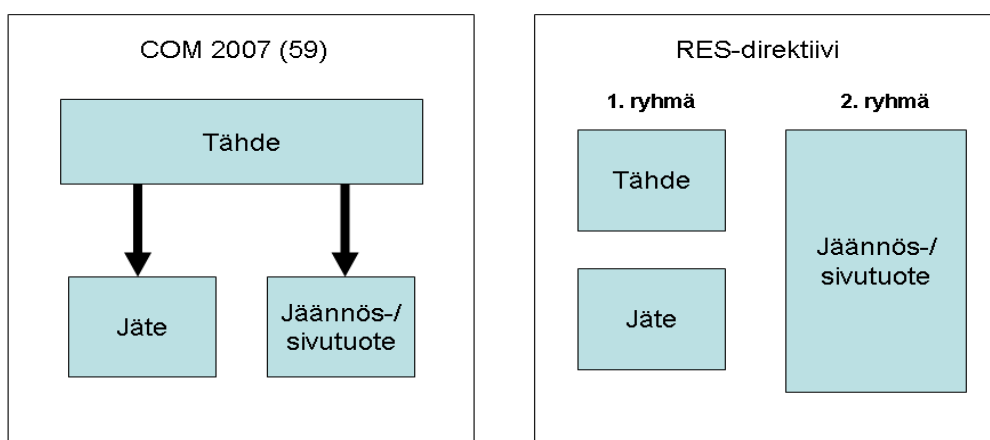 COM 2007 (59)
Tähde
Jäte
Jäännös-/
sivutuote
RES-direktiivi
1. ryhmä
2. ryhmä
Tähde
Jäte
Jäännös-/
sivutuote